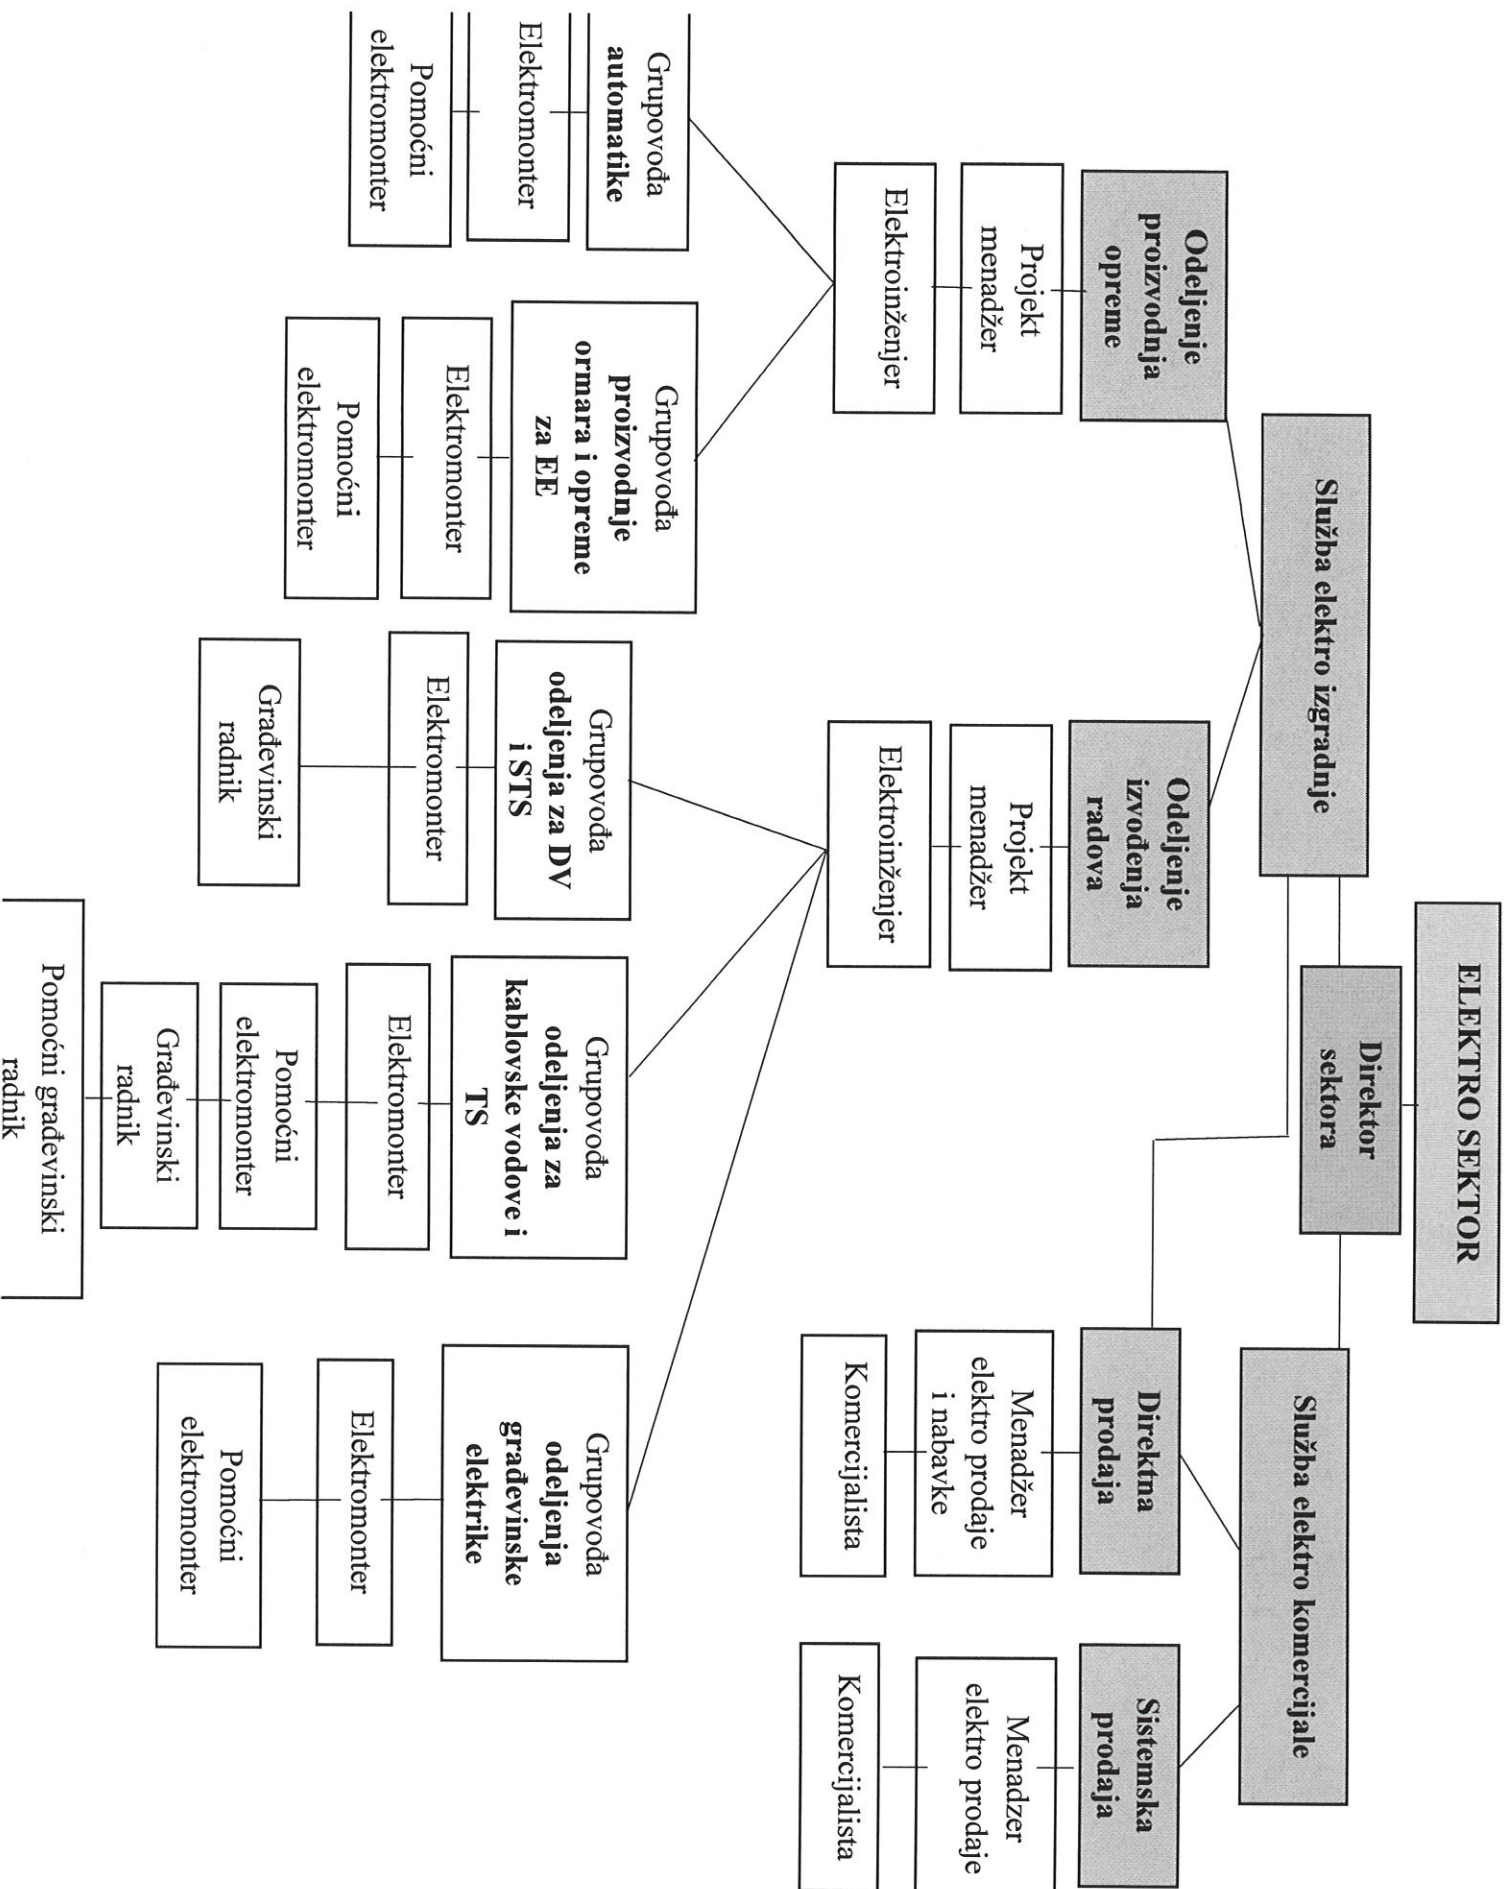 ELEKTRO SEKTOR
Direktor
sektora
Služba elektro izgradnje
Služba elektro komercijale
Odeljenje
proizvodnja
opreme
Projekt
menadžer
Elektroinženjer
Odeljenje
izvođenja
radova
Projekt
menadžer
Elektroinženjer
Direktna
prodaja
Menadžer
elektro prodaje
i nabavke
Komercijalista
Sistemska
prodaja
Menadzer
elektro prodaje
Komercijalista
Grupovođa
automatike
Elektromonter
Pomoćni
elektromonter
Grupovođa
proizvodnje
ormara i opreme
za EE
Elektromonter
Pomoćni
elektromonter
Grupovođa
odeljenja za DV
i STS
Elektromonter
Građevinski
radnik
Grupovođa
odeljenja za
kablovske vodove i
TS
Elektromonter
Pomoćni
elektromonter
Građevinski
radnik
Pomoćni građevinski
radnik
Grupovođa
odeljenja
građevinske
elektrike
Elektromonter
Pomoćni
elektromonter